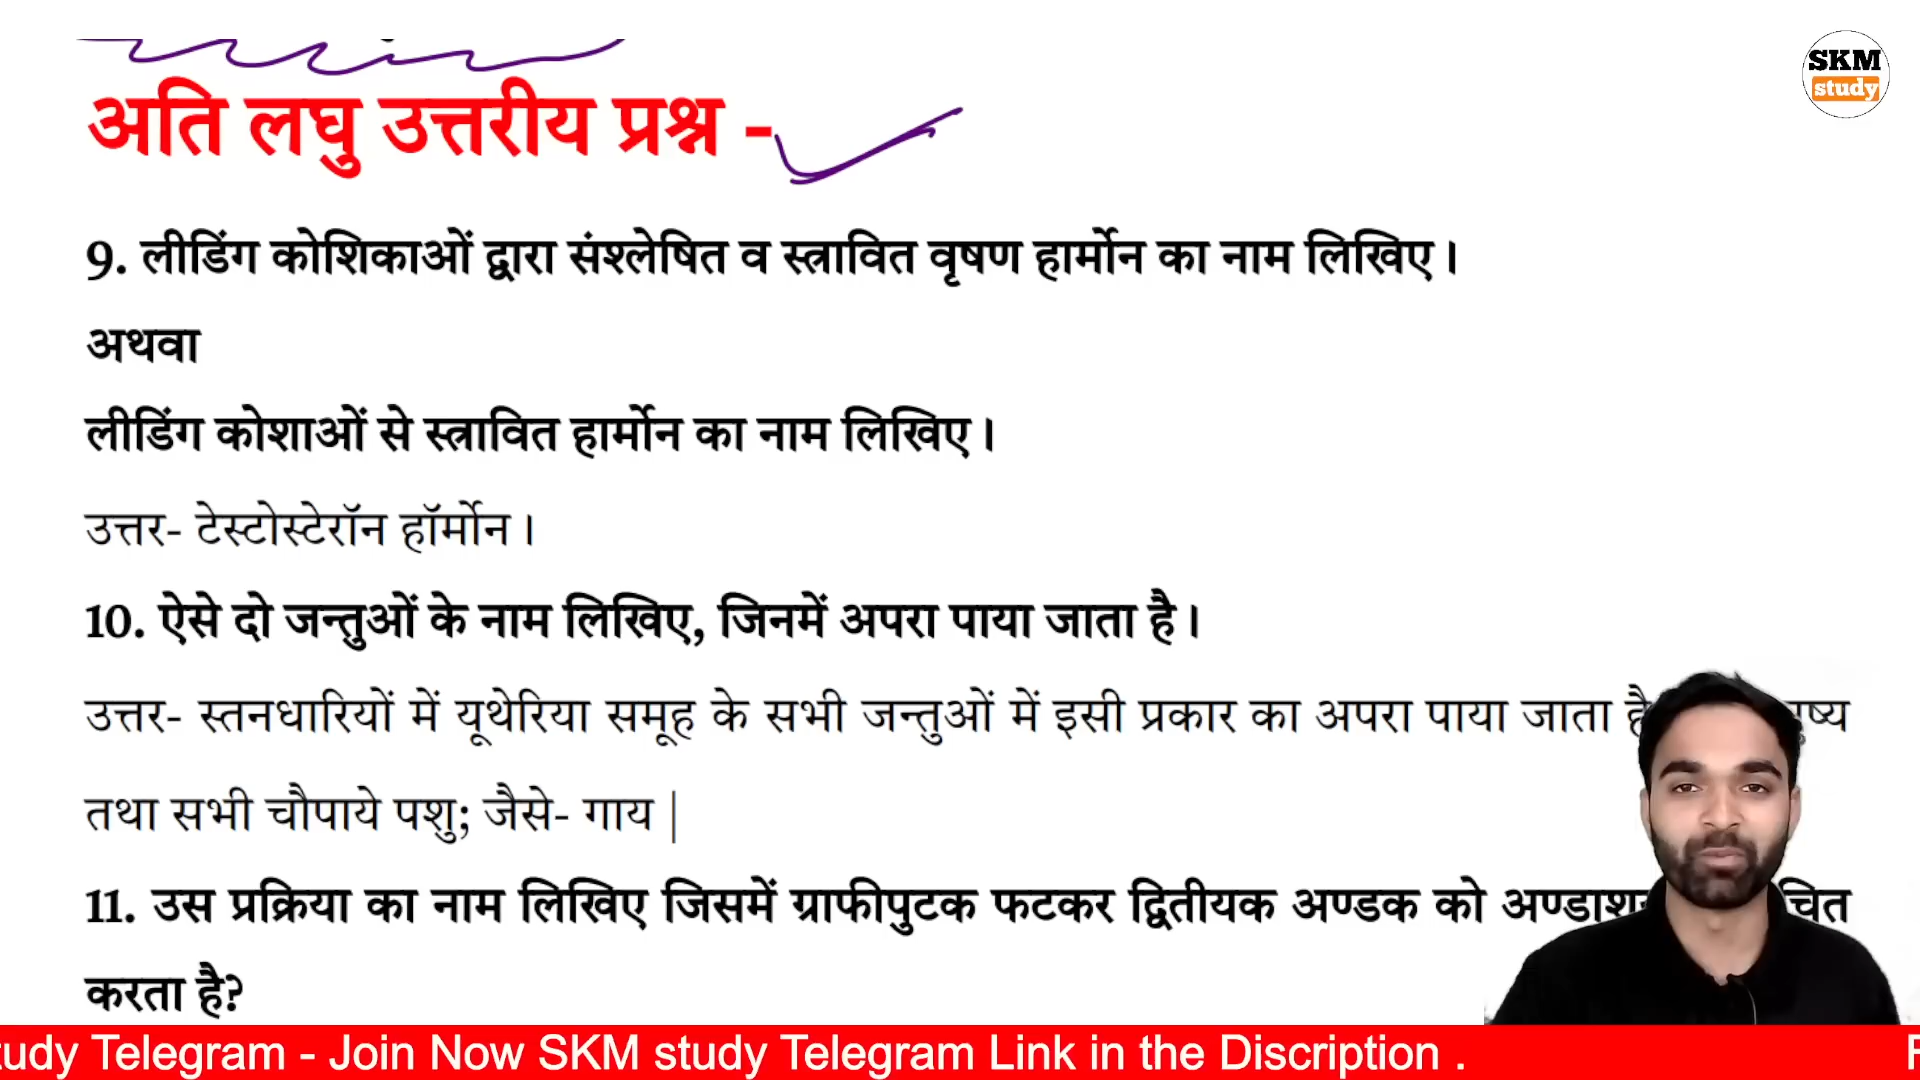 SKM
study
अति लघु उत्तरीय प्रश्न -
9. लीडिंग कोशिकाओं द्वारा संश्लेषित व स्त्रावित वृषण हार्मोन का नाम लिखिए।
अथवा
लीडिंग कोशाओं से स्त्रावित हार्मोन का नाम लिखिए।
उत्तर- टेस्टोस्टेरॉन हॉर्मोन।
10. ऐसे दो जन्तुओं के नाम लिखिए, जिनमें अपरा पाया जाता है।
उत्तर- स्तनधारियों में यूथेरिया समूह के सभी जन्तुओं में इसी प्रकार का अपरा पाया जाता
तथा सभी चौपाये पशु; जैसे- गाय |
11. उस प्रक्रिया का नाम लिखिए जिसमें ग्राफीपुटक फटकर द्वितीयक अण्डक को
करता है?
Telegram - Join Now SKM study Telegram Link in the Discription .